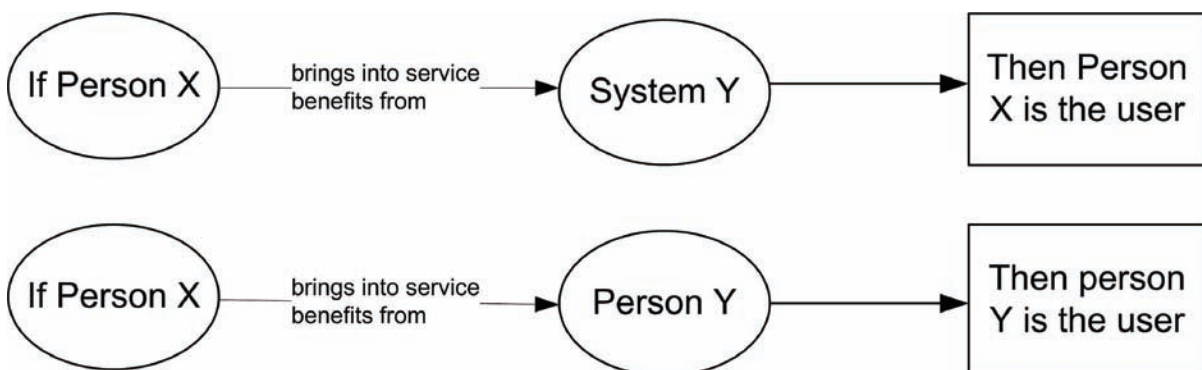 If Person X
brings into service
benefits from
System Y
Then Person
X is the user
If Person X
brings into service
benefits from
Person Y
Then person
Y is the user